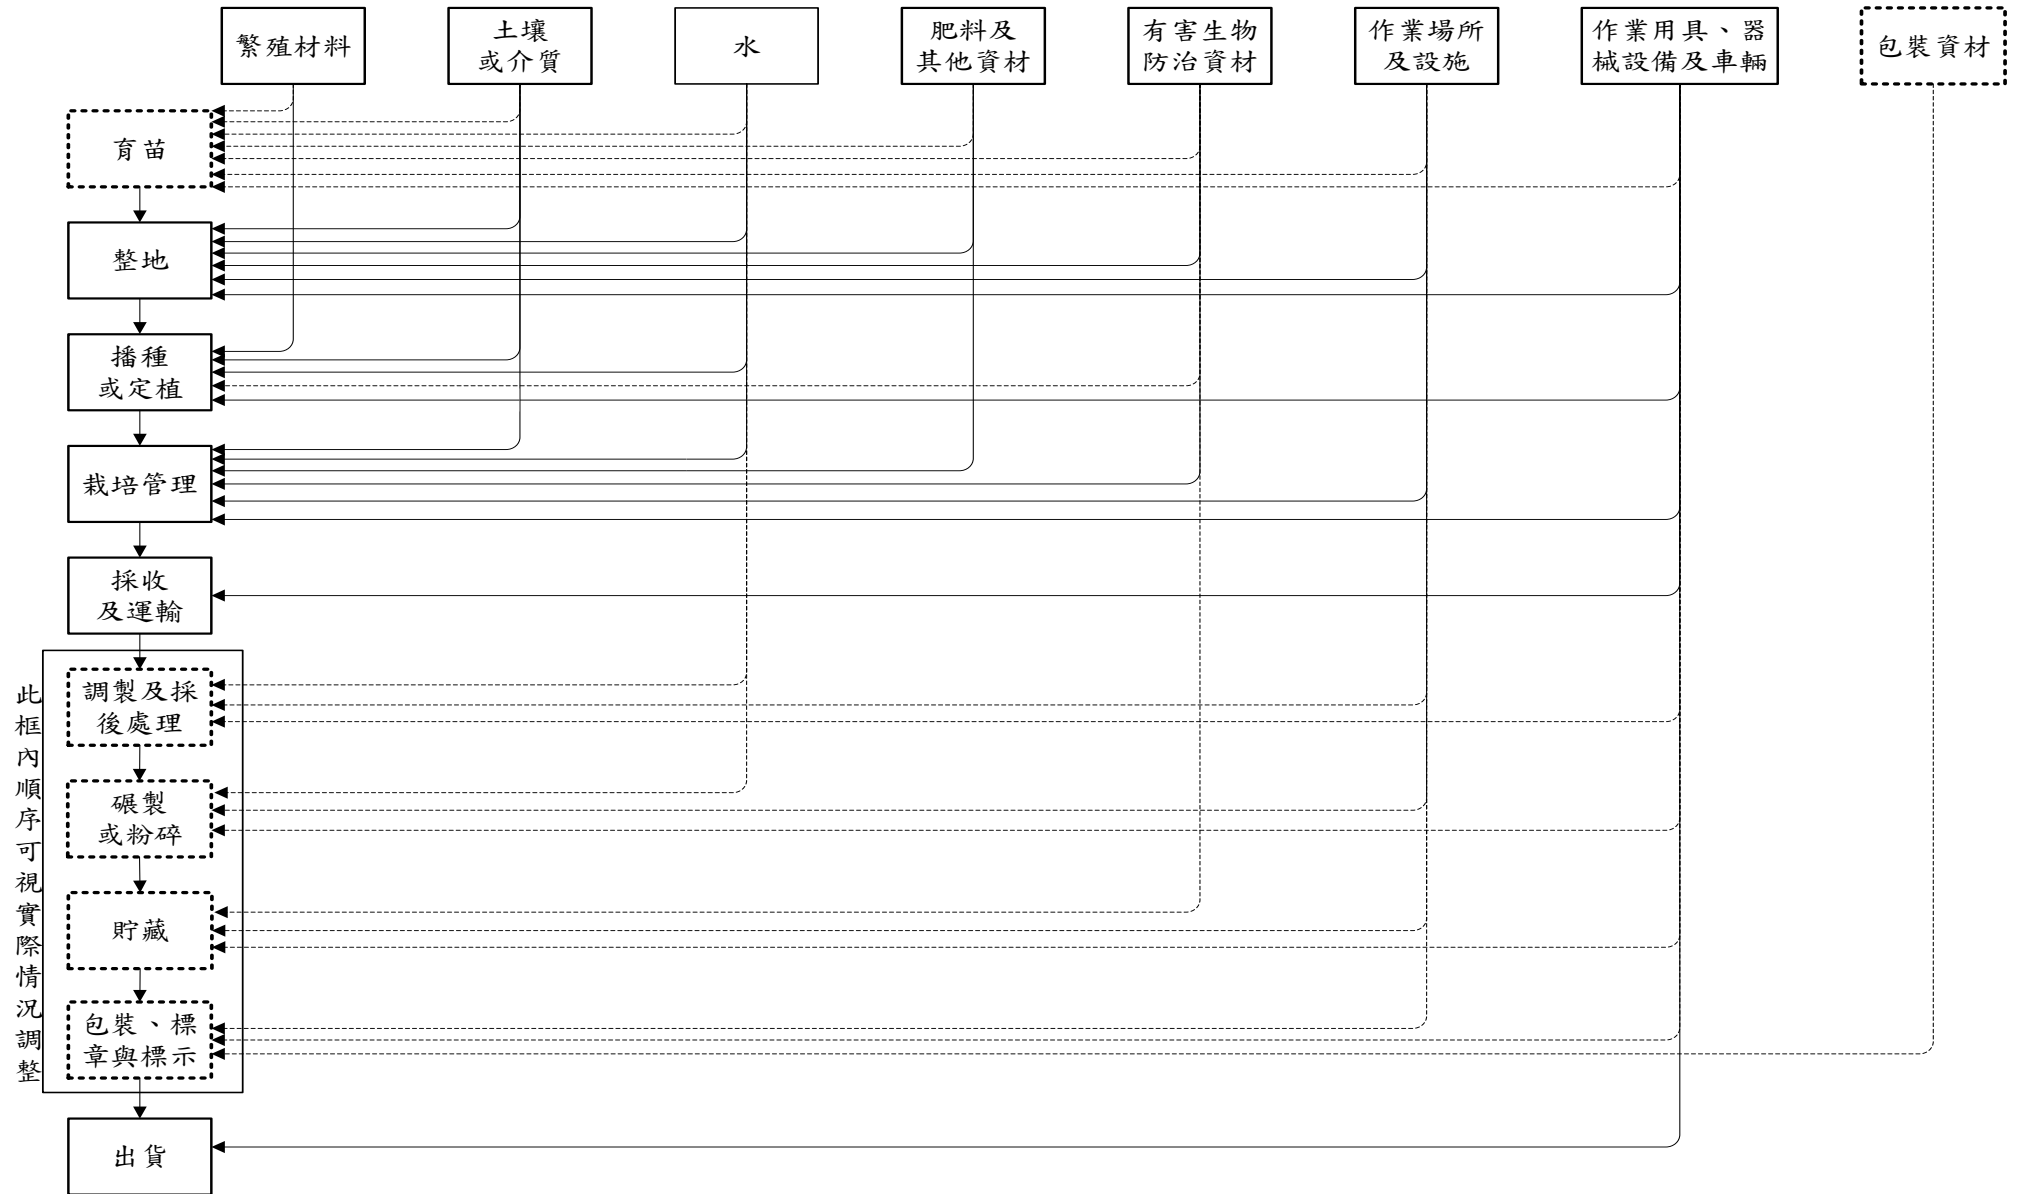 繁殖材料
土壤
或介質
水
肥料及
其他資材
有害生物
防治資材
作業場所
及設施
作業用具、器
械設備及車輛
包裝資材
育苗
整地
播種
或定植
栽培管理
採收
及運輸
此框內順序可視實際情況調整
調製及採
後處理
碾製
或粉碎
貯藏
包裝、標
章與標示
出貨